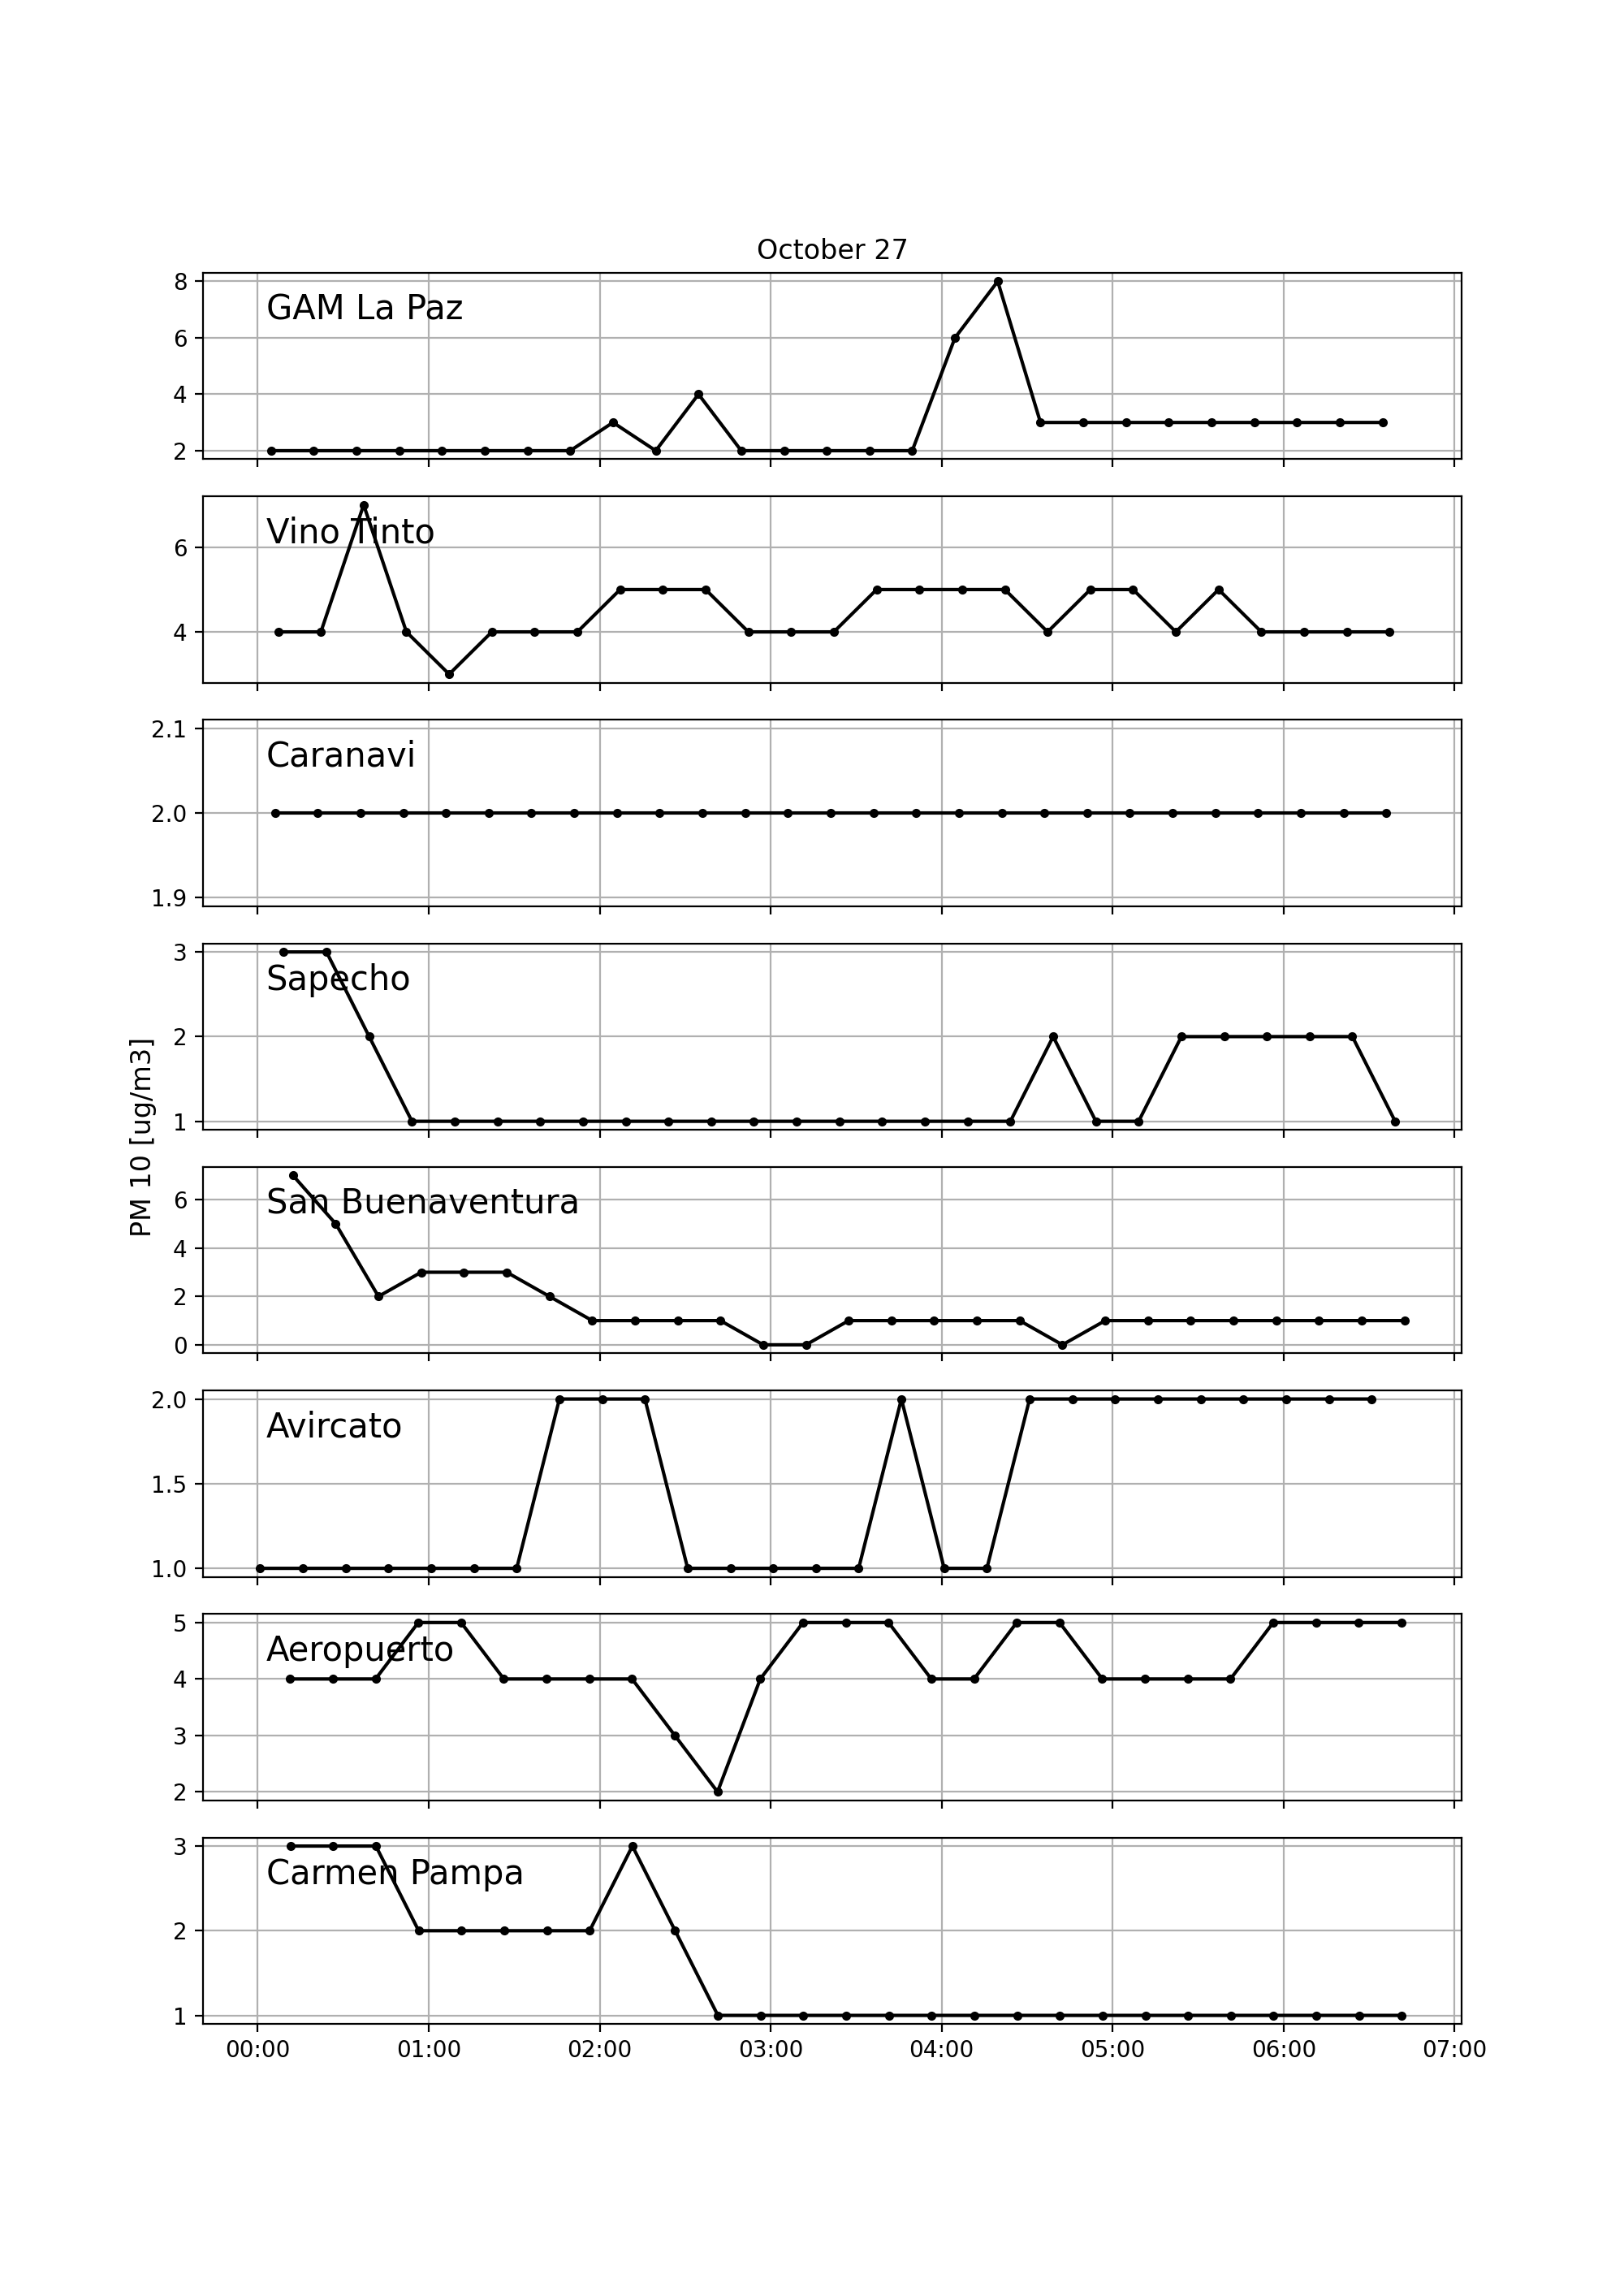 October 27
8
GAM La Paz
6
4
2
Vino Tinto
6
4
2.1
Caranavi
2.0
1.9
3
Sapecho
2
1
PM 10 [ug/m3]
San Buenaventura
6
4
2
0
2.0
Avircato
1.5
1.0
5
Aeropuerto
4
3
2
3
Carmen Pampa
2
1
00:00 01:00 02:00 03:00 04:00 05:00 06:00 07:00